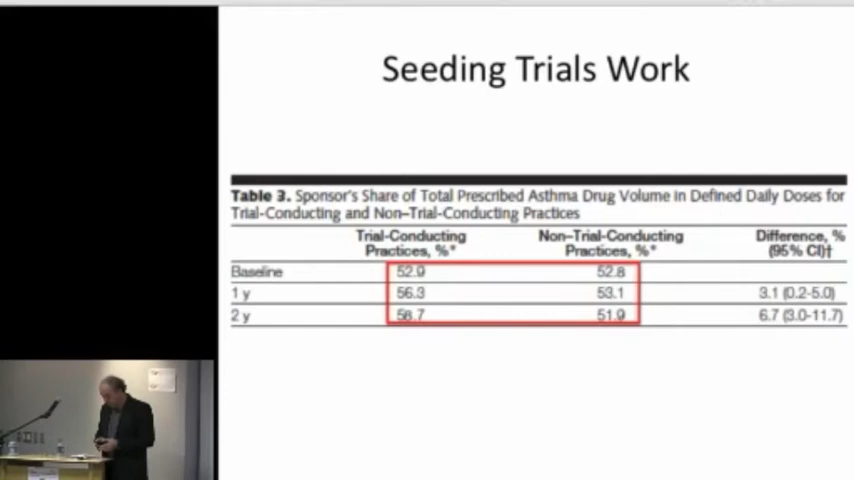 Seeding Trials Work
Table 3. Sponsor's Share of Total Prescribed Asthma Drug Volume in Defined Daily Doses for
Trial-Conducting and Non–Trial-Conducting Practices
Trial-Conducting Non–Trial-Conducting Difference, %
Practices, %* Practices, %* (95% CI)†
Baseline 52.9 52.8
1 y 56.3 53.1 3.1 (0.2-5.0)
2 y 58.7 51.9 6.7 (3.0-11.7)